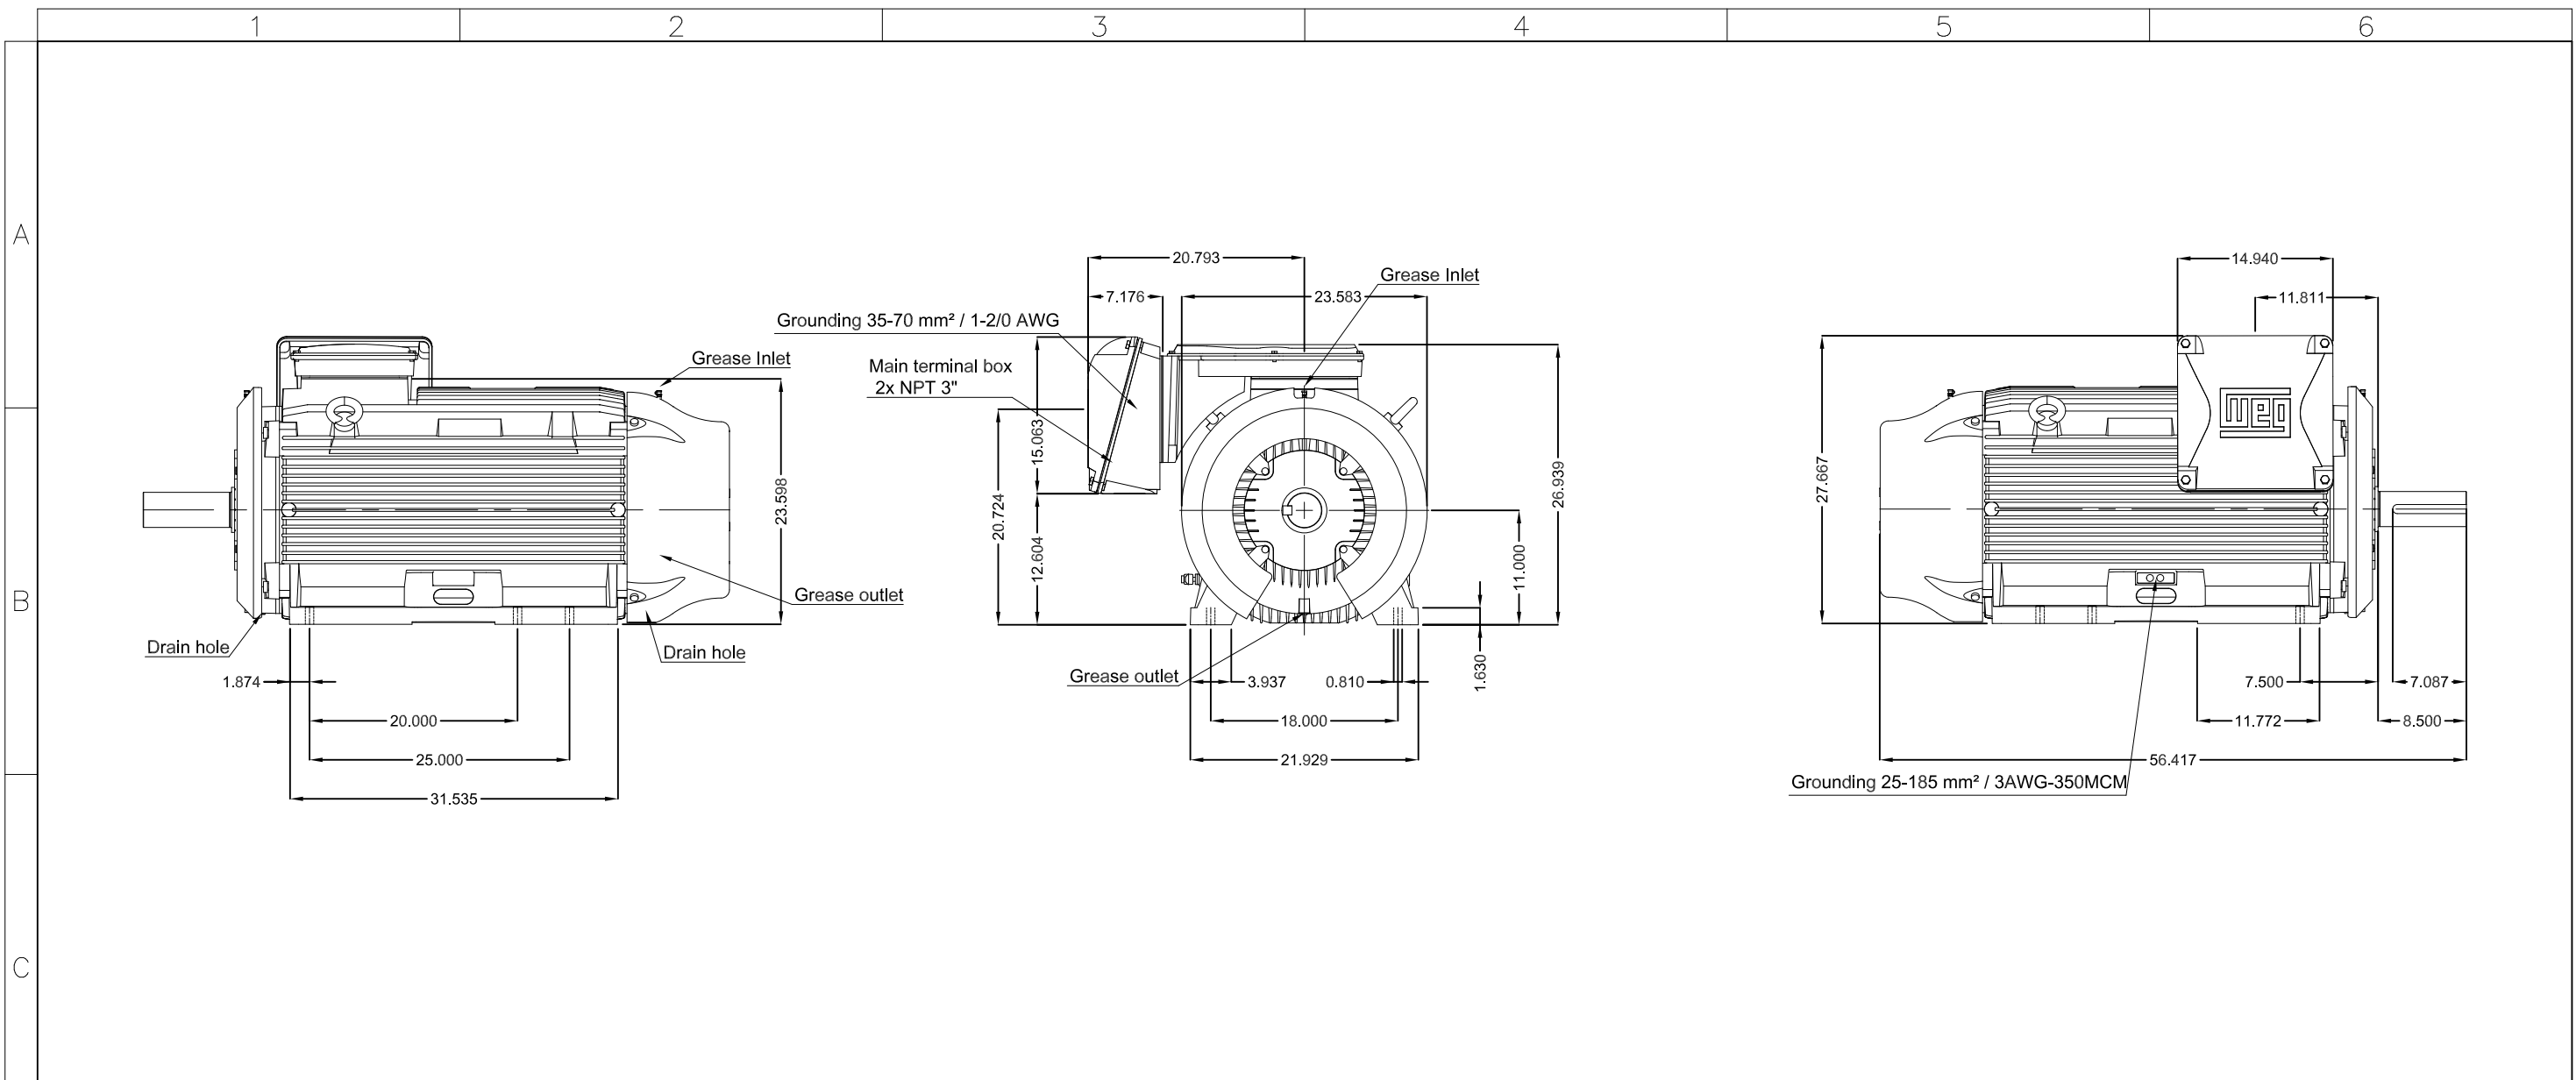 1
2
3
4
5
6
A
B
C
Grease Inlet
23.598
Grease outlet
Drain hole
Drain hole
1.874
20.000
25.000
31.535
20.793
Grease Inlet
7.176
23.583
Grounding 35-70 mm² / 1-2/0 AWG
Main terminal box
2x NPT 3"
15.063
20.724
12.604
26.939
11.000
1.630
Grease outlet
3.937
0.810
18.000
21.929
14.940
11.811
weg
27.667
7.500
7.087
11.772
8.500
56.417
Grounding 25-185 mm² / 3AWG-350MCM